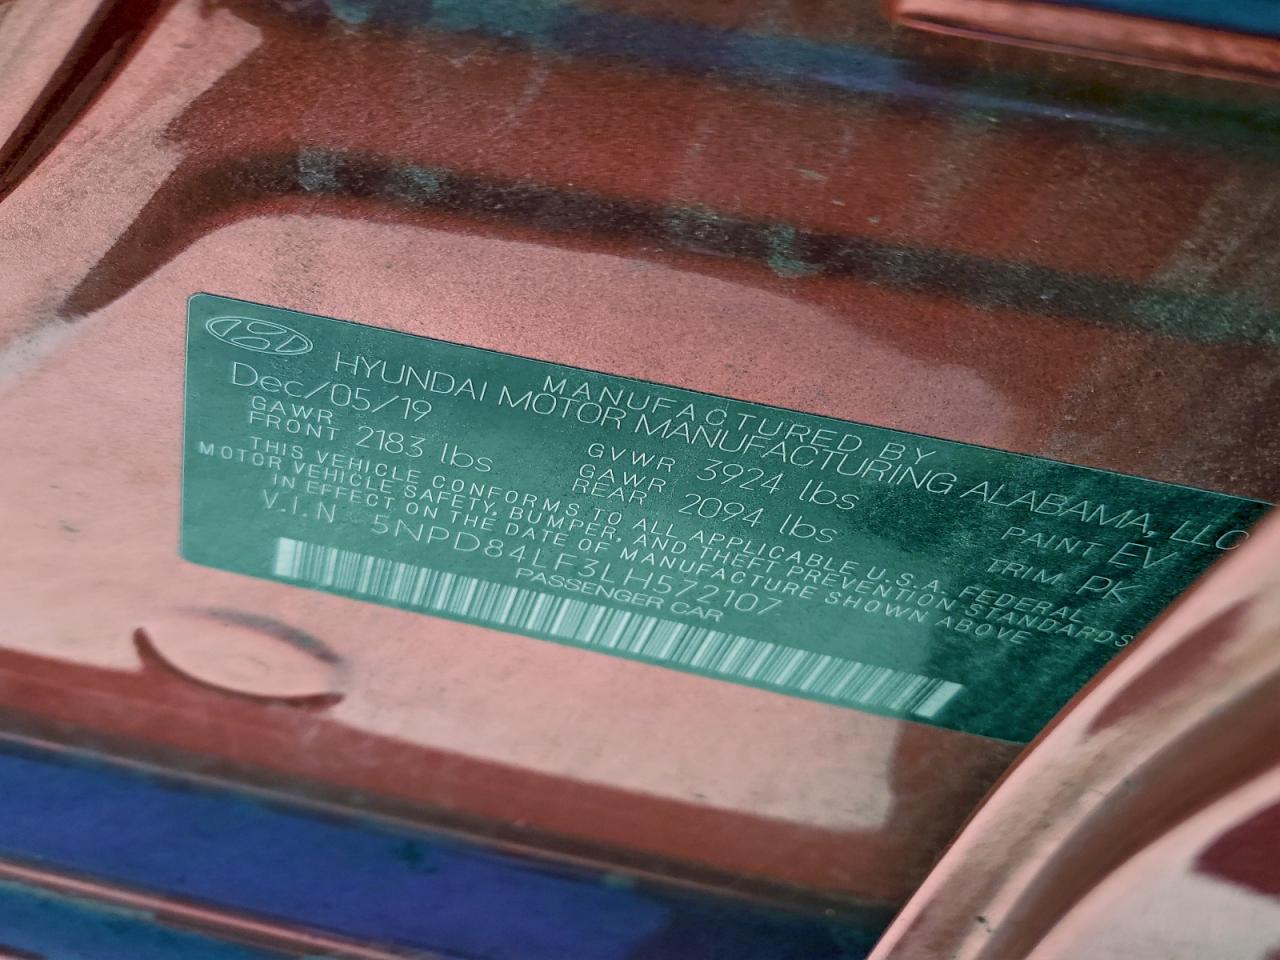 MANUFACTURED BY
HYUNDAI MOTOR MANUFACTURING ALABAMA, LLC
Dec/05/19
GVWR 3924 lbs
PAINT EV
GAWR FRONT 2183 lbs
GAWR REAR 2094 lbs
TRIM PK
THIS VEHICLE CONFORMS TO ALL APPLICABLE U.S.A. FEDERAL
MOTOR VEHICLE SAFETY, BUMPER, AND THEFT PREVENTION STANDARDS
IN EFFECT ON THE DATE OF MANUFACTURE SHOWN ABOVE
V.I.N 5NPD84LF3LH572107
PASSENGER CAR